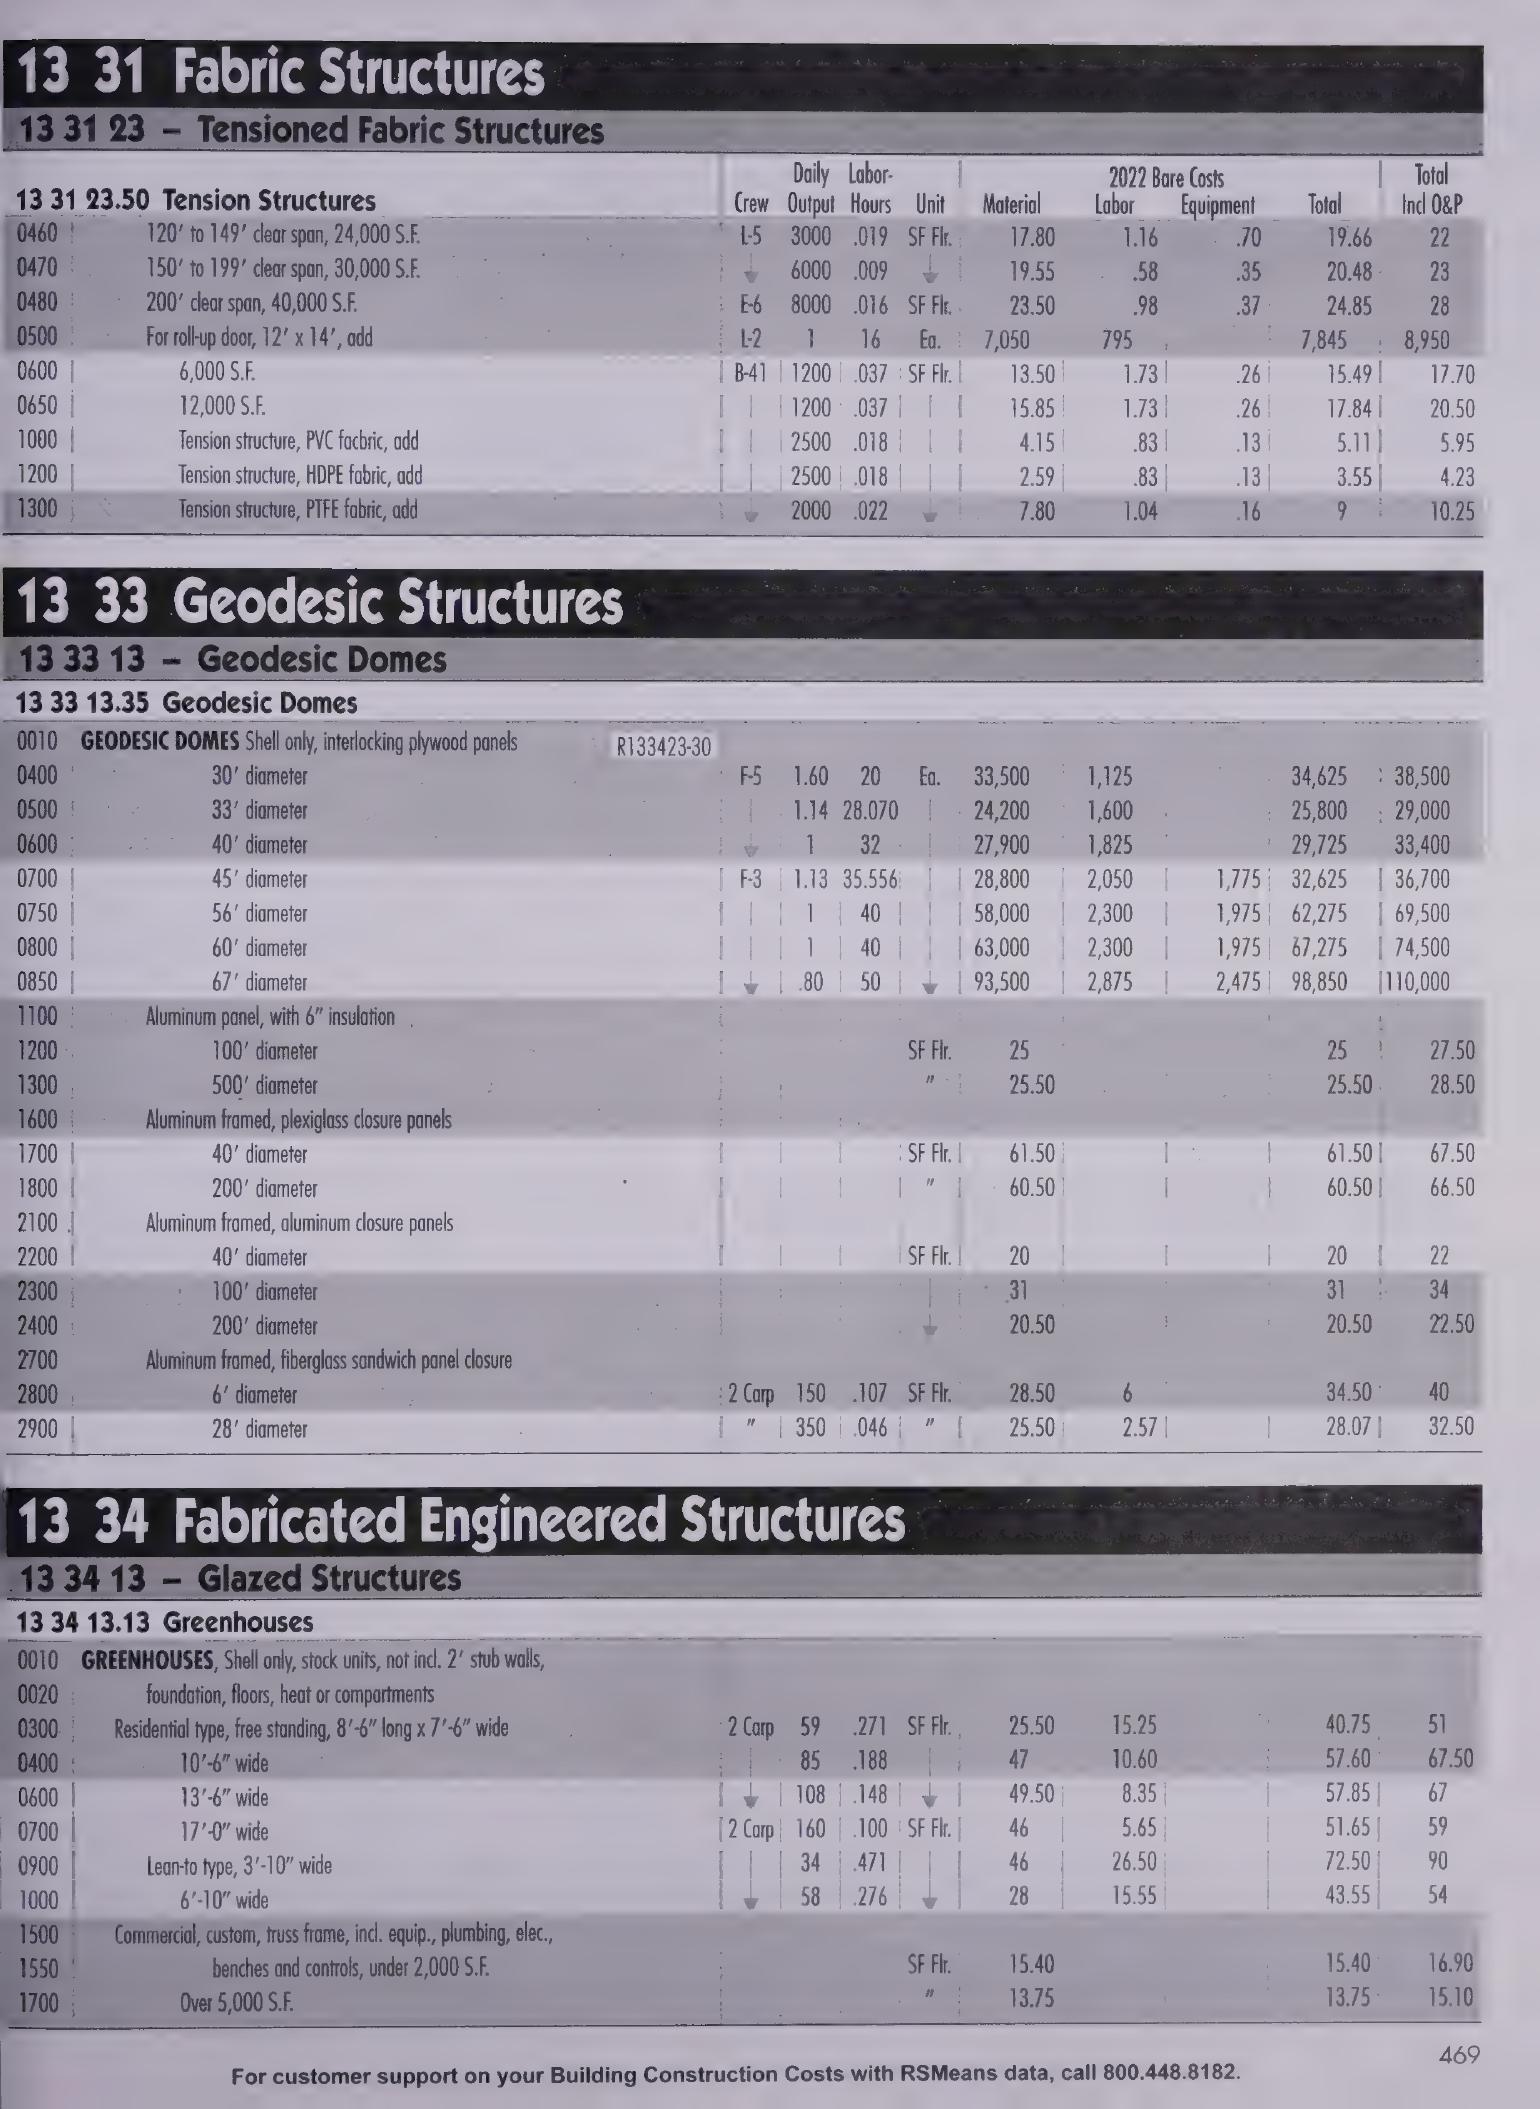 13 31 Fabric Structures
13 31 23 – Tensioned Fabric Structures
Daily Labor- 2022 Bare Costs Total
13 31 23.50 Tension Structures Crew Output Hours Unit Material Labor Equipment Total Incl O&P
0460 120' to 149' clear span, 24,000 S.F. L-5 3000 .019 SF Flr. 17.80 1.16 .70 19.66 22
0470 150' to 199' clear span, 30,000 S.F. 6000 .009 19.55 .58 .35 20.48 23
0480 200' clear span, 40,000 S.F. E-6 8000 .016 SF Flr. 23.50 .98 .37 24.85 28
0500 For roll-up door, 12' x 14', add L-2 1 16 Ea. 7,050 795 7,845 8,950
0600 6,000 S.F. B-41 1200 .037 SF Flr. 13.50 1.73 .26 15.49 17.70
0650 12,000 S.F. 1200 .037 15.85 1.73 .26 17.84 20.50
1000 Tension structure, PVC facbric, add 2500 .018 4.15 .83 .13 5.11 5.95
1200 Tension structure, HDPE fabric, add 2500 .018 2.59 .83 .13 3.55 4.23
1300 Tension structure, PTFE fabric, add 2000 .022 7.80 1.04 .16 9 10.25
13 33 Geodesic Structures
13 33 13 – Geodesic Domes
13 33 13.35 Geodesic Domes
0010 GEODESIC DOMES Shell only, interlocking plywood panels R133423-30
0400 30' diameter F-5 1.60 20 Ea. 33,500 1,125 34,625 38,500
0500 33' diameter 1.14 28.070 24,200 1,600 25,800 29,000
0600 40' diameter 1 32 27,900 1,825 29,725 33,400
0700 45' diameter F-3 1.13 35.556 28,800 2,050 1,775 32,625 36,700
0750 56' diameter 1 40 58,000 2,300 1,975 62,275 69,500
0800 60' diameter 1 40 63,000 2,300 1,975 67,275 74,500
0850 67' diameter .80 50 93,500 2,875 2,475 98,850 110,000
1100 Aluminum panel, with 6" insulation
1200 100' diameter SF Flr. 25 25 27.50
1300 500' diameter " 25.50 25.50 28.50
1600 Aluminum framed, plexiglass closure panels
1700 40' diameter SF Flr. 61.50 61.50 67.50
1800 200' diameter " 60.50 60.50 66.50
2100 Aluminum framed, aluminum closure panels
2200 40' diameter SF Flr. 20 20 22
2300 100' diameter 31 31 34
2400 200' diameter 20.50 20.50 22.50
2700 Aluminum framed, fiberglass sandwich panel closure
2800 6' diameter 2 Carp 150 .107 SF Flr. 28.50 6 34.50 40
2900 28' diameter " 350 .046 " 25.50 2.57 28.07 32.50
13 34 Fabricated Engineered Structures
13 34 13 – Glazed Structures
13 34 13.13 Greenhouses
0010 GREENHOUSES, Shell only, stock units, not incl. 2' stub walls,
0020 foundation, floors, heat or compartments
0300 Residential type, free standing, 8'-6" long x 7'-6" wide 2 Carp 59 .271 SF Flr. 25.50 15.25 40.75 51
0400 10'-6" wide 85 .188 47 10.60 57.60 67.50
0600 13'-6" wide 108 .148 49.50 8.35 57.85 67
0700 17'-0" wide 2 Carp 160 .100 SF Flr. 46 5.65 51.65 59
0900 Lean-to type, 3'-10" wide 34 .471 46 26.50 72.50 90
1000 6'-10" wide 58 .276 28 15.55 43.55 54
1500 Commercial, custom, truss frame, incl. equip., plumbing, elec.,
1550 benches and controls, under 2,000 S.F. SF Flr. 15.40 15.40 16.90
1700 Over 5,000 S.F. " 13.75 13.75 15.10
469
For customer support on your Building Construction Costs with RSMeans data, call 800.448.8182.